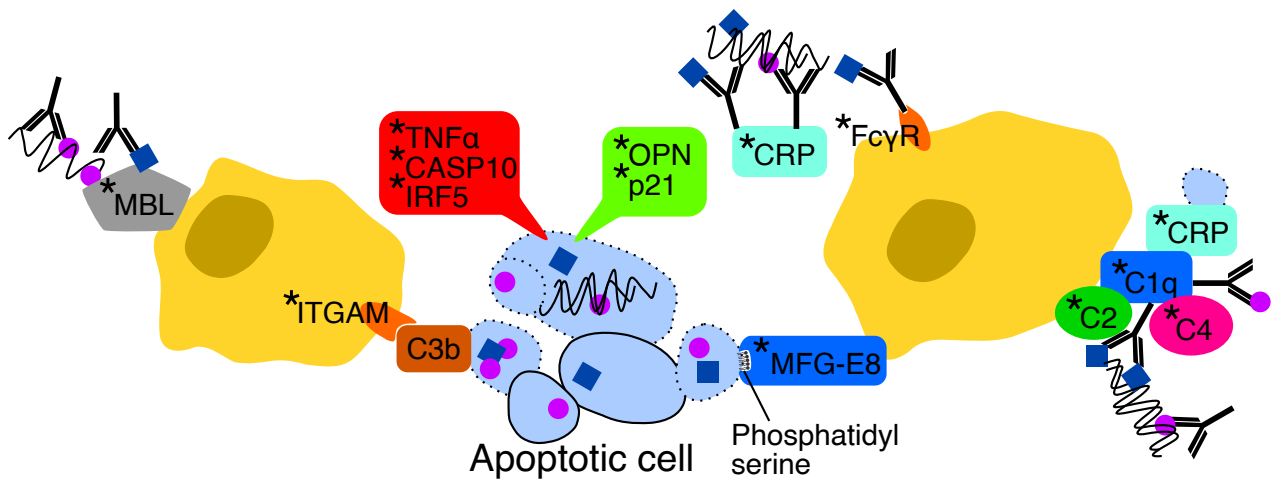 *MBL
*TNFα
*CASP10
*IRF5
*OPN
*p21
*CRP
*FcγR
*CRP
*C1q
*C2
*C4
*ITGAM
C3b
*MFG-E8
Phosphatidyl
serine
Apoptotic cell